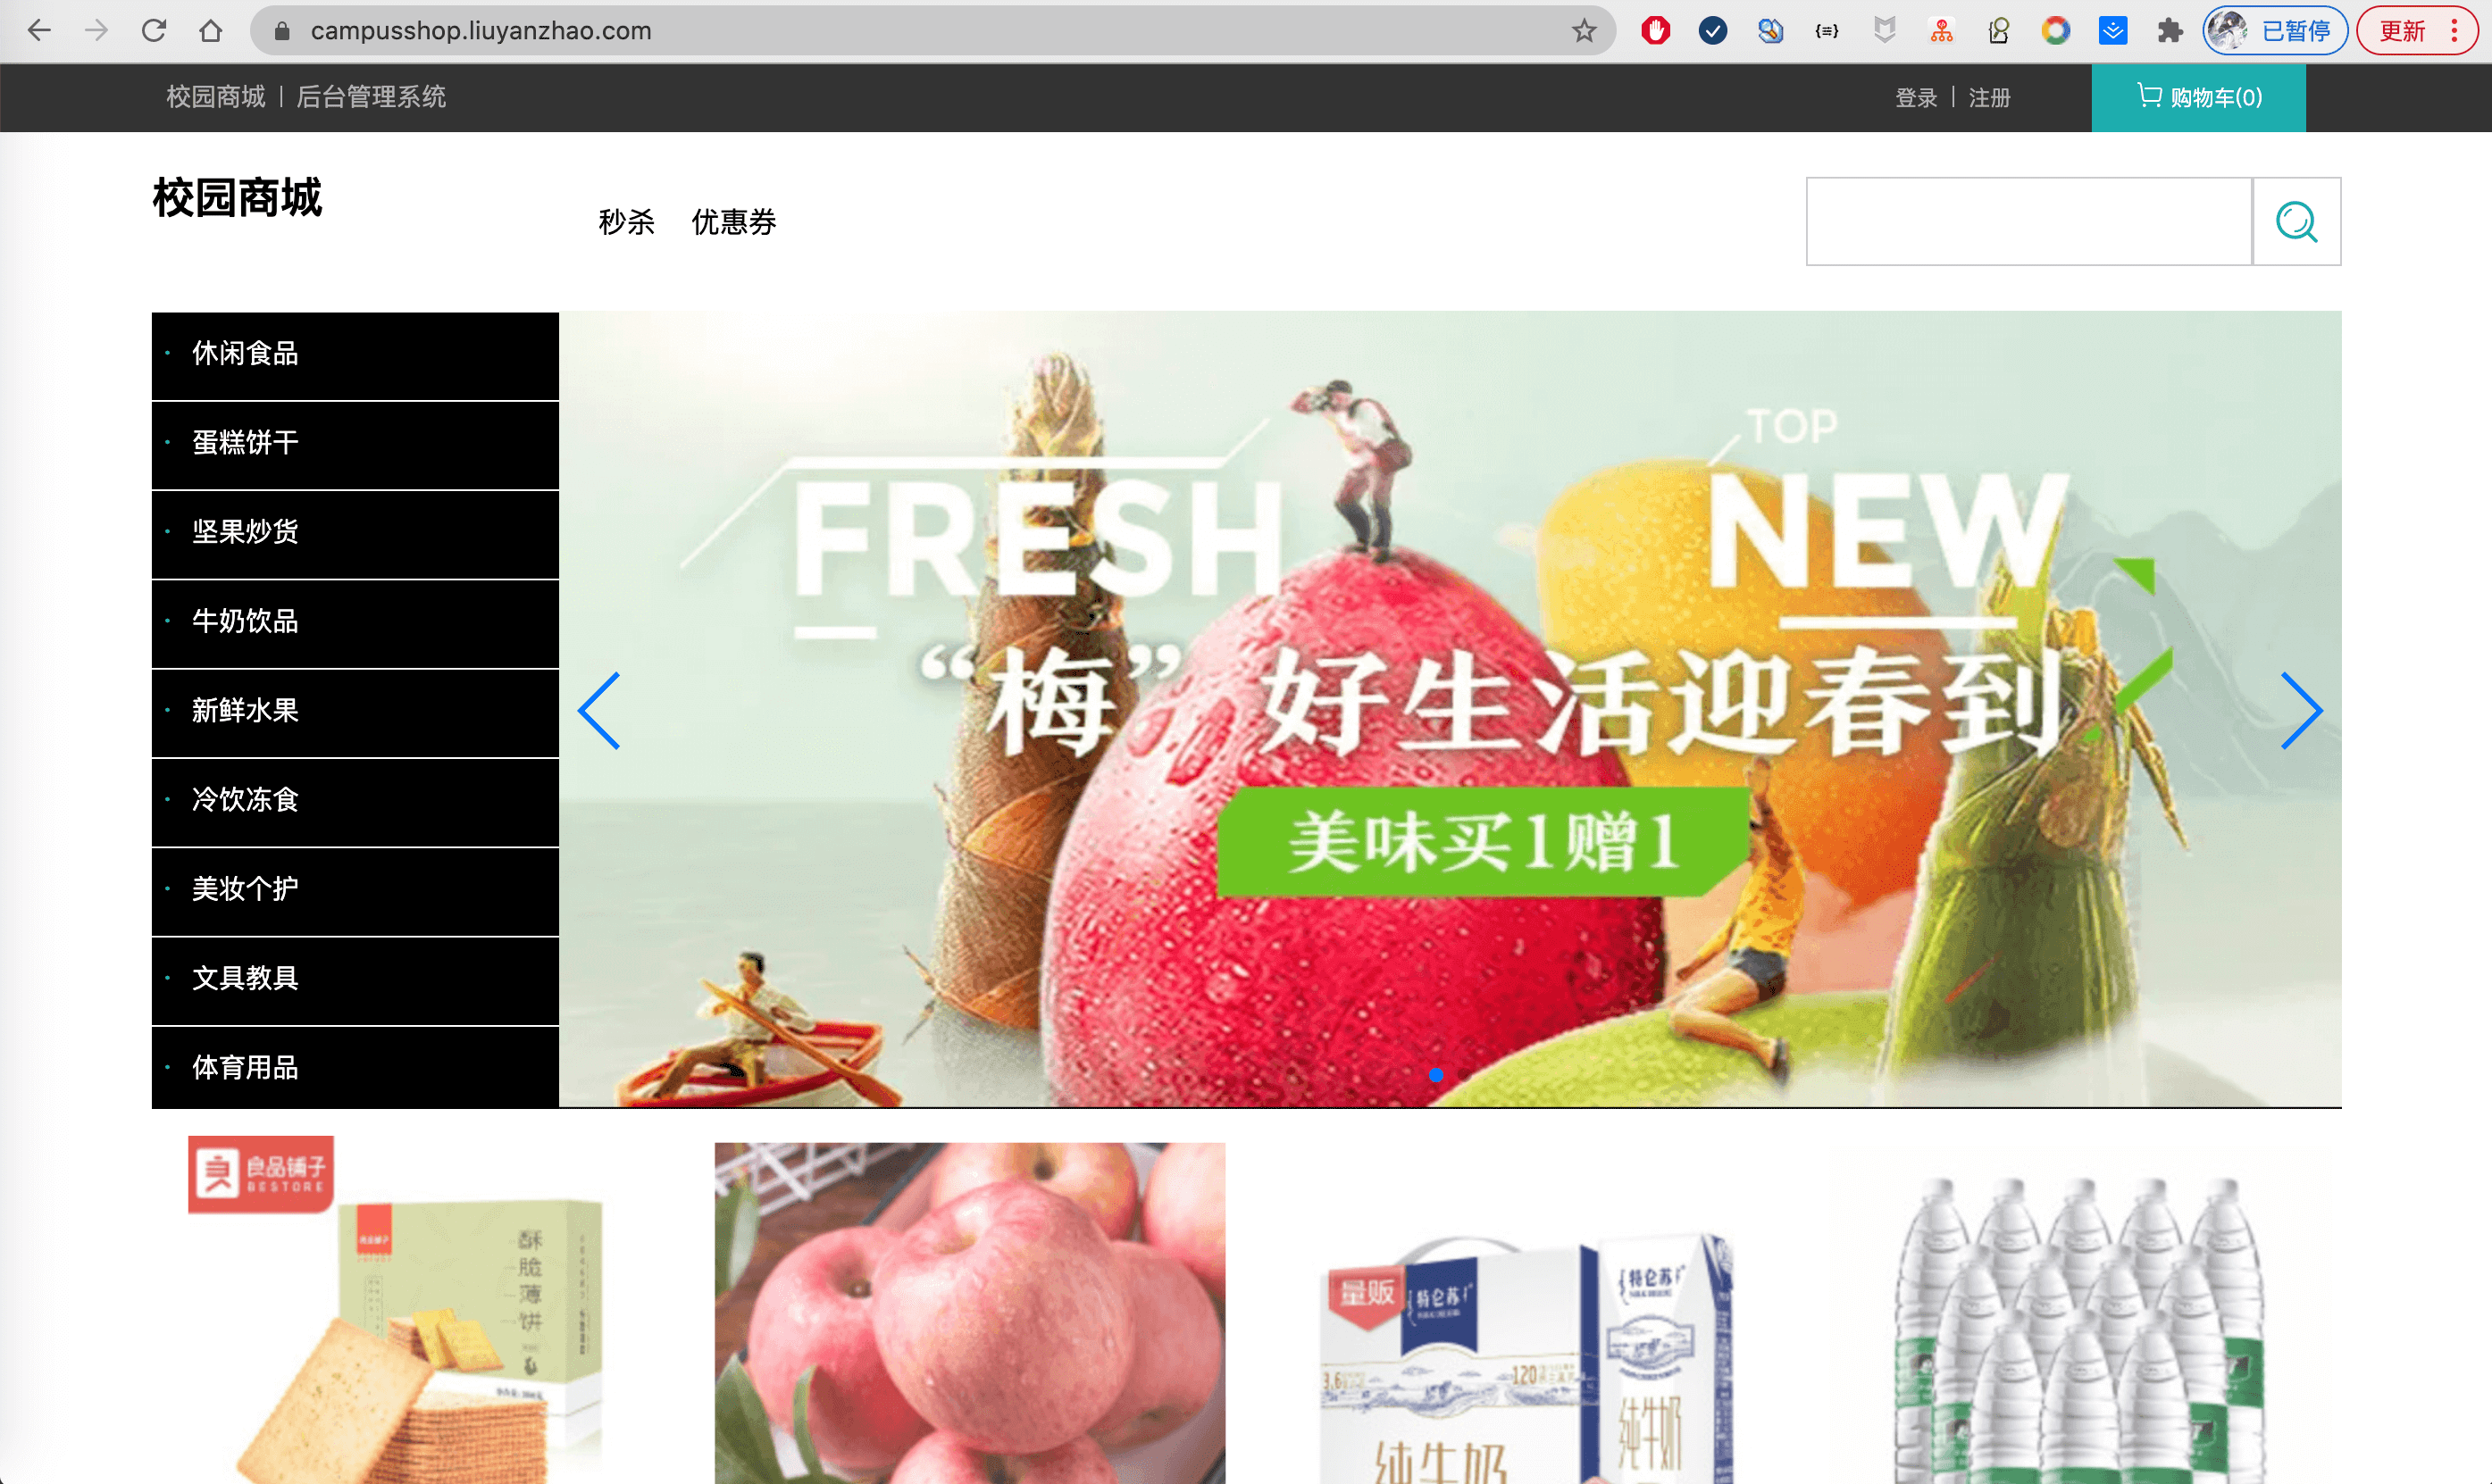 campusshop.liuyanzhao.com
已暂停
更新
校园商城 | 后台管理系统
登录 | 注册
购物车(0)
校园商城
秒杀 优惠券
休闲食品
蛋糕饼干
坚果炒货
牛奶饮品
新鲜水果
冷饮冻食
美妆个护
文具教具
体育用品
FRESH
TOP
NEW
“梅” 好生活迎春到
美味买1赠1
良品铺子
BESTORE
酥脆薄饼
量贩
特仑苏
3.6
120
纯牛奶
特仑苏
纯牛奶